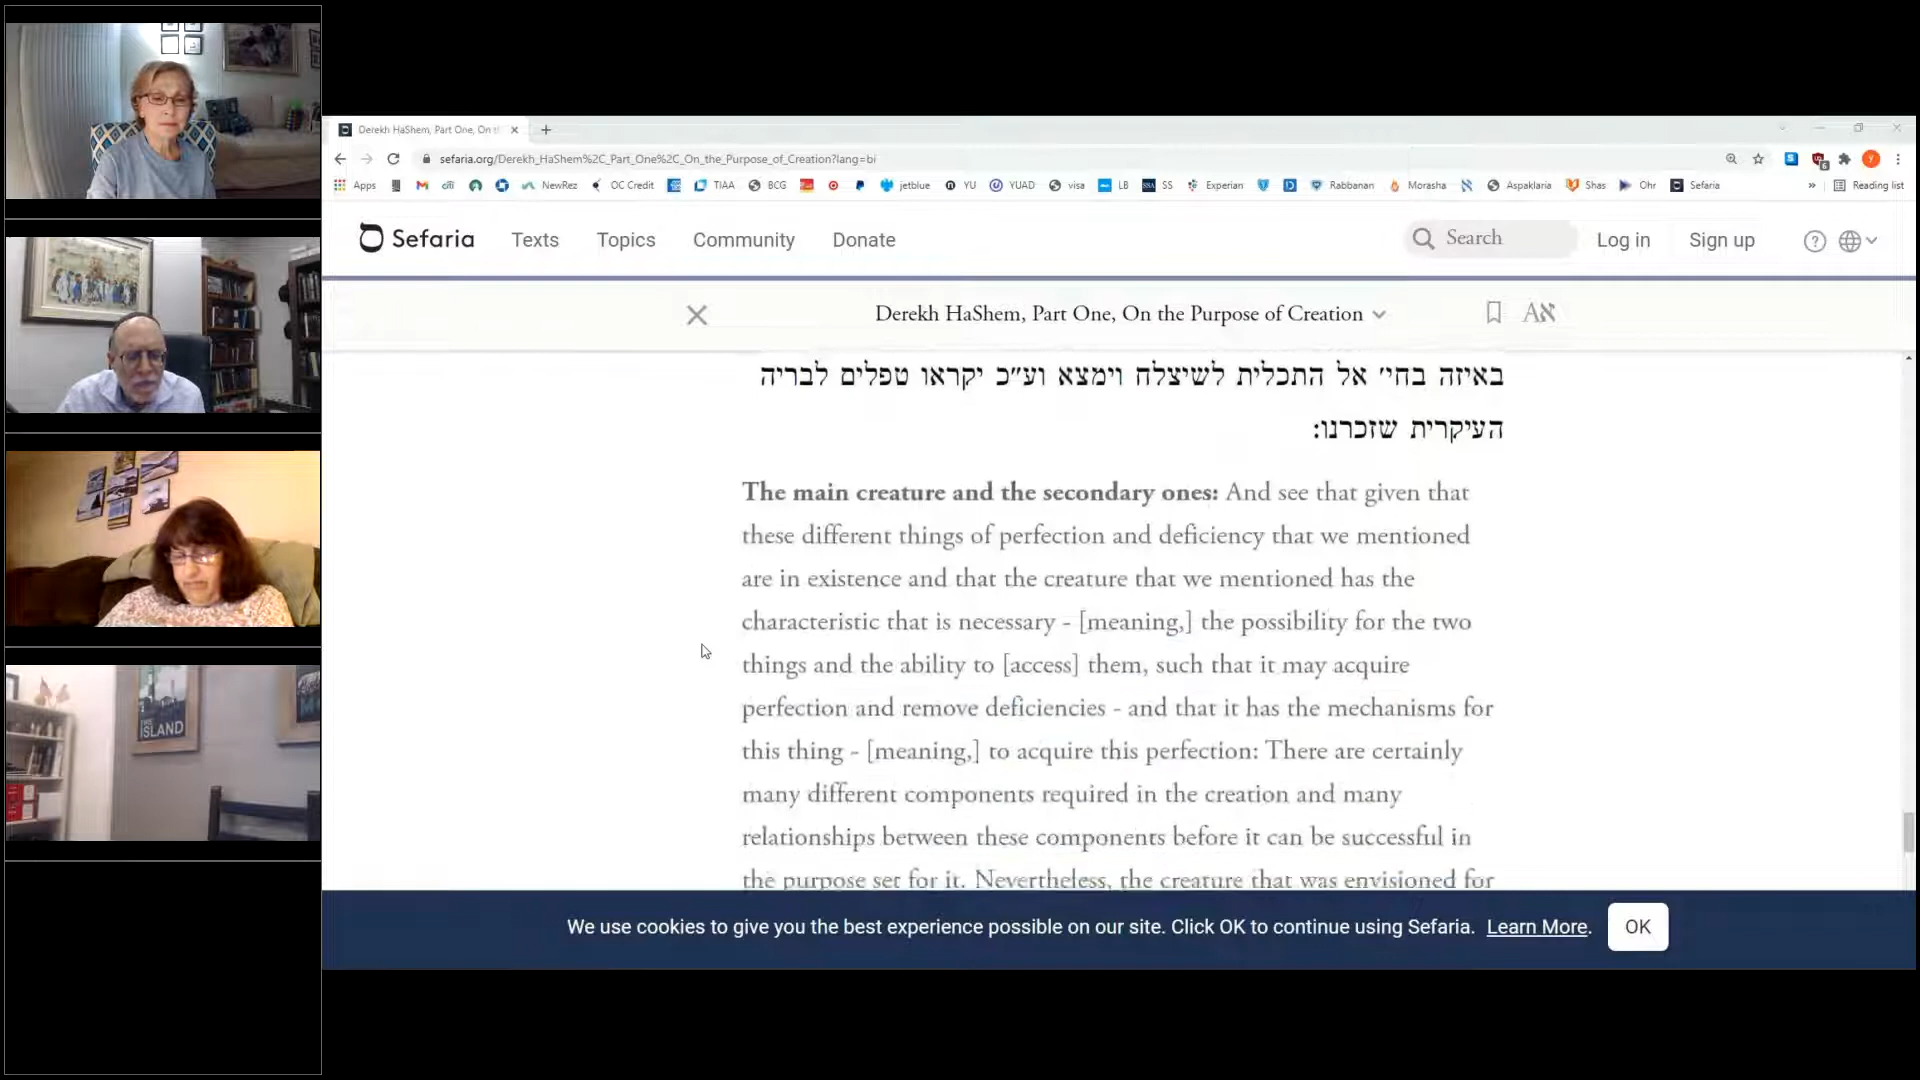 Derekh HaShem, Part One, On t
sefaria.org/Derekh_HaShem%2C_Part_One%2C_On_the_Purpose_of_Creation?lang=bi
Apps citi NewRez OC Credit TIAA BCG jetblue YU YUAD visa LB SS Experian Rabbanan Morasha Aspaklaria Shas Ohr Sefaria » Reading list
Sefaria Texts Topics Community Donate Search Log in Sign up
Derekh HaShem, Part One, On the Purpose of Creation
באיזה בחי׳ אל התכלית לשיצלח וימצא וע״כ יקראו טפלים לבריה
העיקרית שזכרנו:
The main creature and the secondary ones: And see that given that
these different things of perfection and deficiency that we mentioned
are in existence and that the creature that we mentioned has the
characteristic that is necessary - [meaning,] the possibility for the two
things and the ability to [access] them, such that it may acquire
perfection and remove deficiencies - and that it has the mechanisms for
this thing - [meaning,] to acquire this perfection: There are certainly
many different components required in the creation and many
relationships between these components before it can be successful in
the purpose set for it. Nevertheless, the creature that was envisioned for
We use cookies to give you the best experience possible on our site. Click OK to continue using Sefaria. Learn More. OK
ISLAND